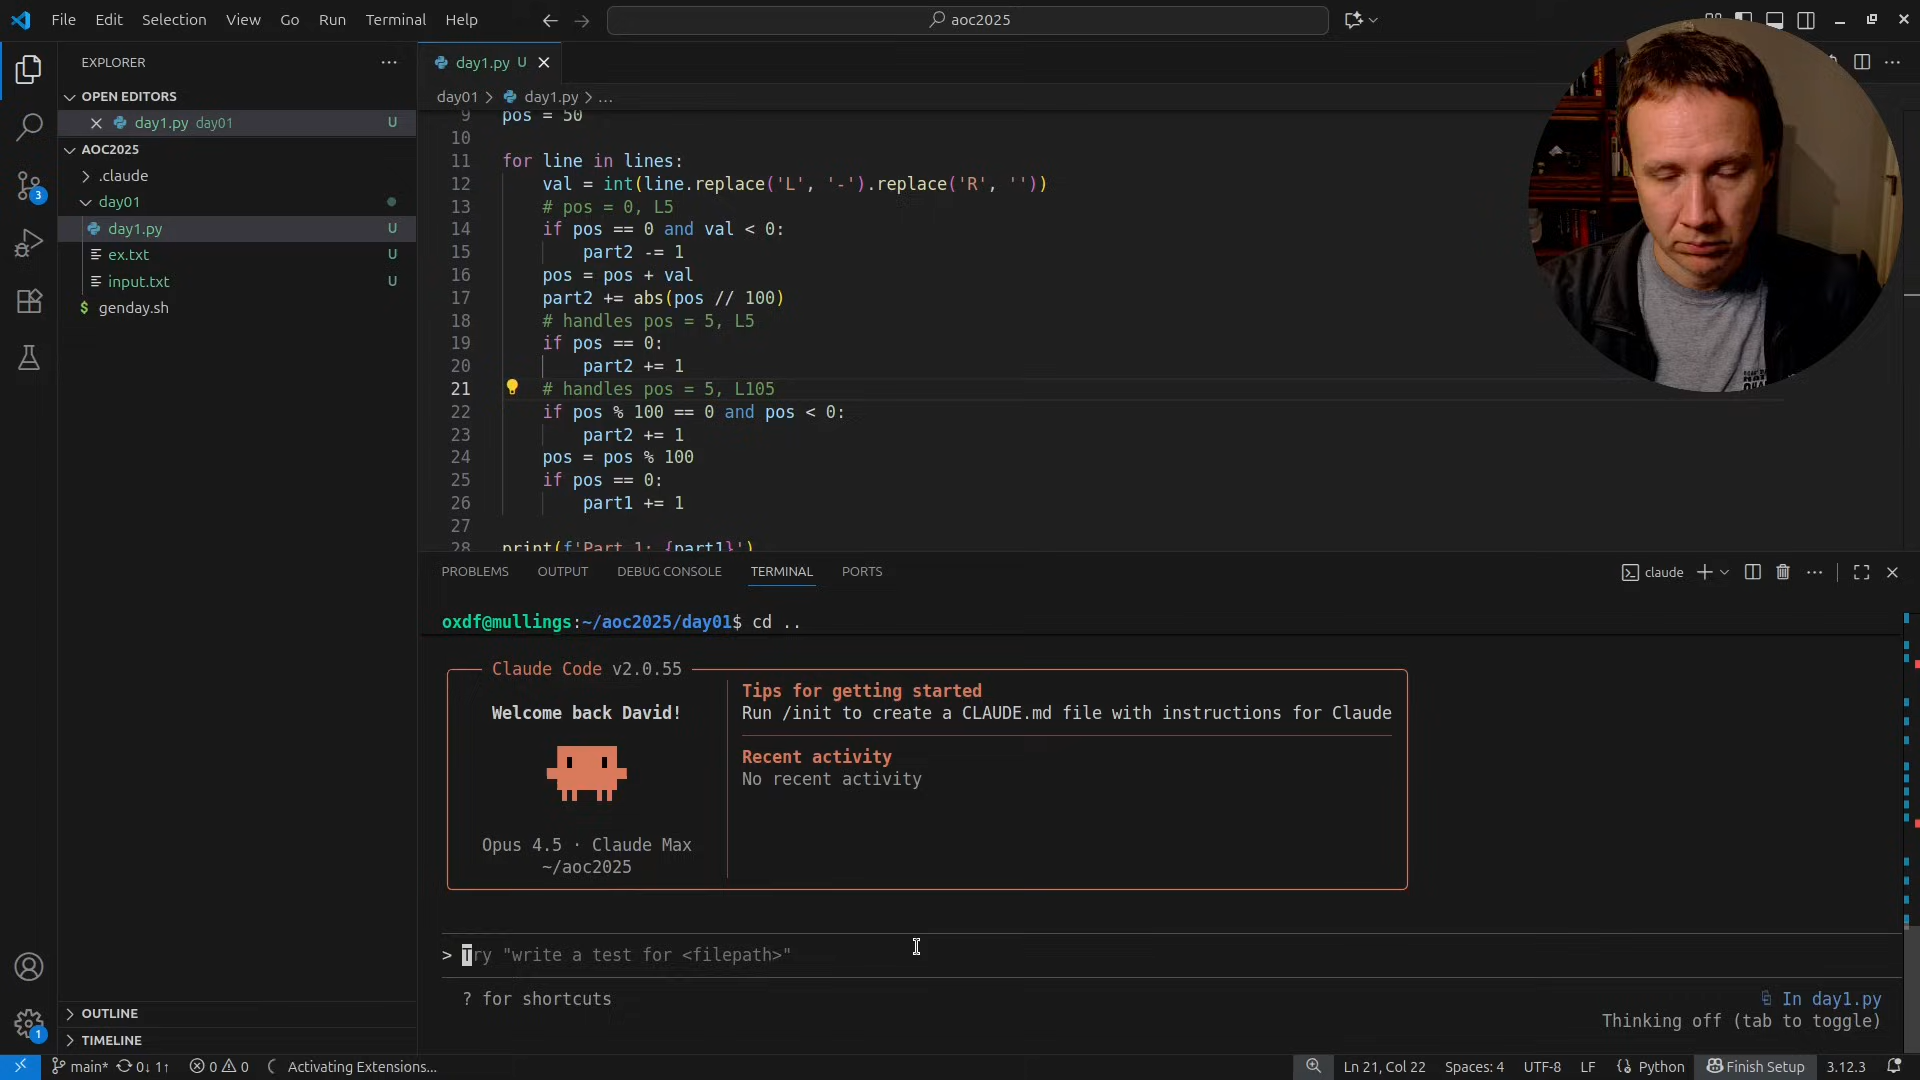 File Edit Selection View Go Run Terminal Help
aoc2025
EXPLORER
OPEN EDITORS
day1.py day01 U
AOC2025
.claude
day01
day1.py U
ex.txt U
input.txt U
genday.sh
OUTLINE
TIMELINE
3
1
day1.py U
day01 > day1.py > ...
9 pos = 50
10
11 for line in lines:
12 val = int(line.replace('L', '-').replace('R', ''))
13 # pos = 0, L5
14 if pos == 0 and val < 0:
15 part2 -= 1
16 pos = pos + val
17 part2 += abs(pos // 100)
18 # handles pos = 5, L5
19 if pos == 0:
20 part2 += 1
21 # handles pos = 5, L105
22 if pos % 100 == 0 and pos < 0:
23 part2 += 1
24 pos = pos % 100
25 if pos == 0:
26 part1 += 1
27
28 print(f'Part 1: {part1}')
PROBLEMS OUTPUT DEBUG CONSOLE TERMINAL PORTS
claude
oxdf@mullings:~/aoc2025/day01$ cd ..
Claude Code v2.0.55
Welcome back David!
Opus 4.5 · Claude Max
~/aoc2025
Tips for getting started
Run /init to create a CLAUDE.md file with instructions for Claude
Recent activity
No recent activity
> Try "write a test for <filepath>"
? for shortcuts
In day1.py
Thinking off (tab to toggle)
main* 0↓ 1↑ 0 0 Activating Extensions...
Ln 21, Col 22 Spaces: 4 UTF-8 LF Python Finish Setup 3.12.3